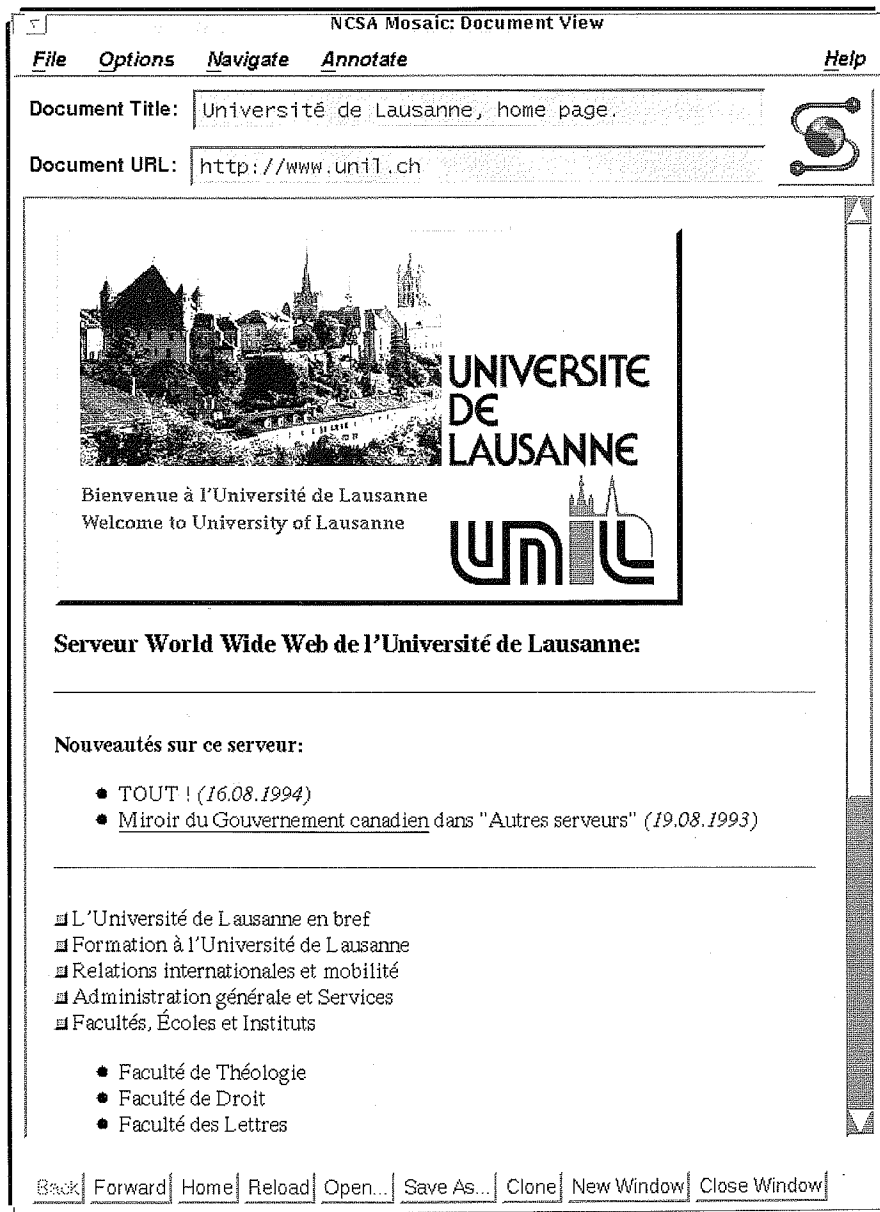 NCSA Mosaic: Document View
File Options Navigate Annotate Help
Document Title: Université de Lausanne, home page.
Document URL: http://www.unil.ch
UNIVERSITE
DE
LAUSANNE
Bienvenue à l'Université de Lausanne
Welcome to University of Lausanne
unil
Serveur World Wide Web de l'Université de Lausanne:
Nouveautés sur ce serveur:
TOUT ! (16.08.1994)
Miroir du Gouvernement canadien dans "Autres serveurs" (19.08.1993)
L'Université de Lausanne en bref
Formation à l'Université de Lausanne
Relations internationales et mobilité
Administration générale et Services
Facultés, Écoles et Instituts
Faculté de Théologie
Faculté de Droit
Faculté des Lettres
Back Forward Home Reload Open... Save As... Clone New Window Close Window